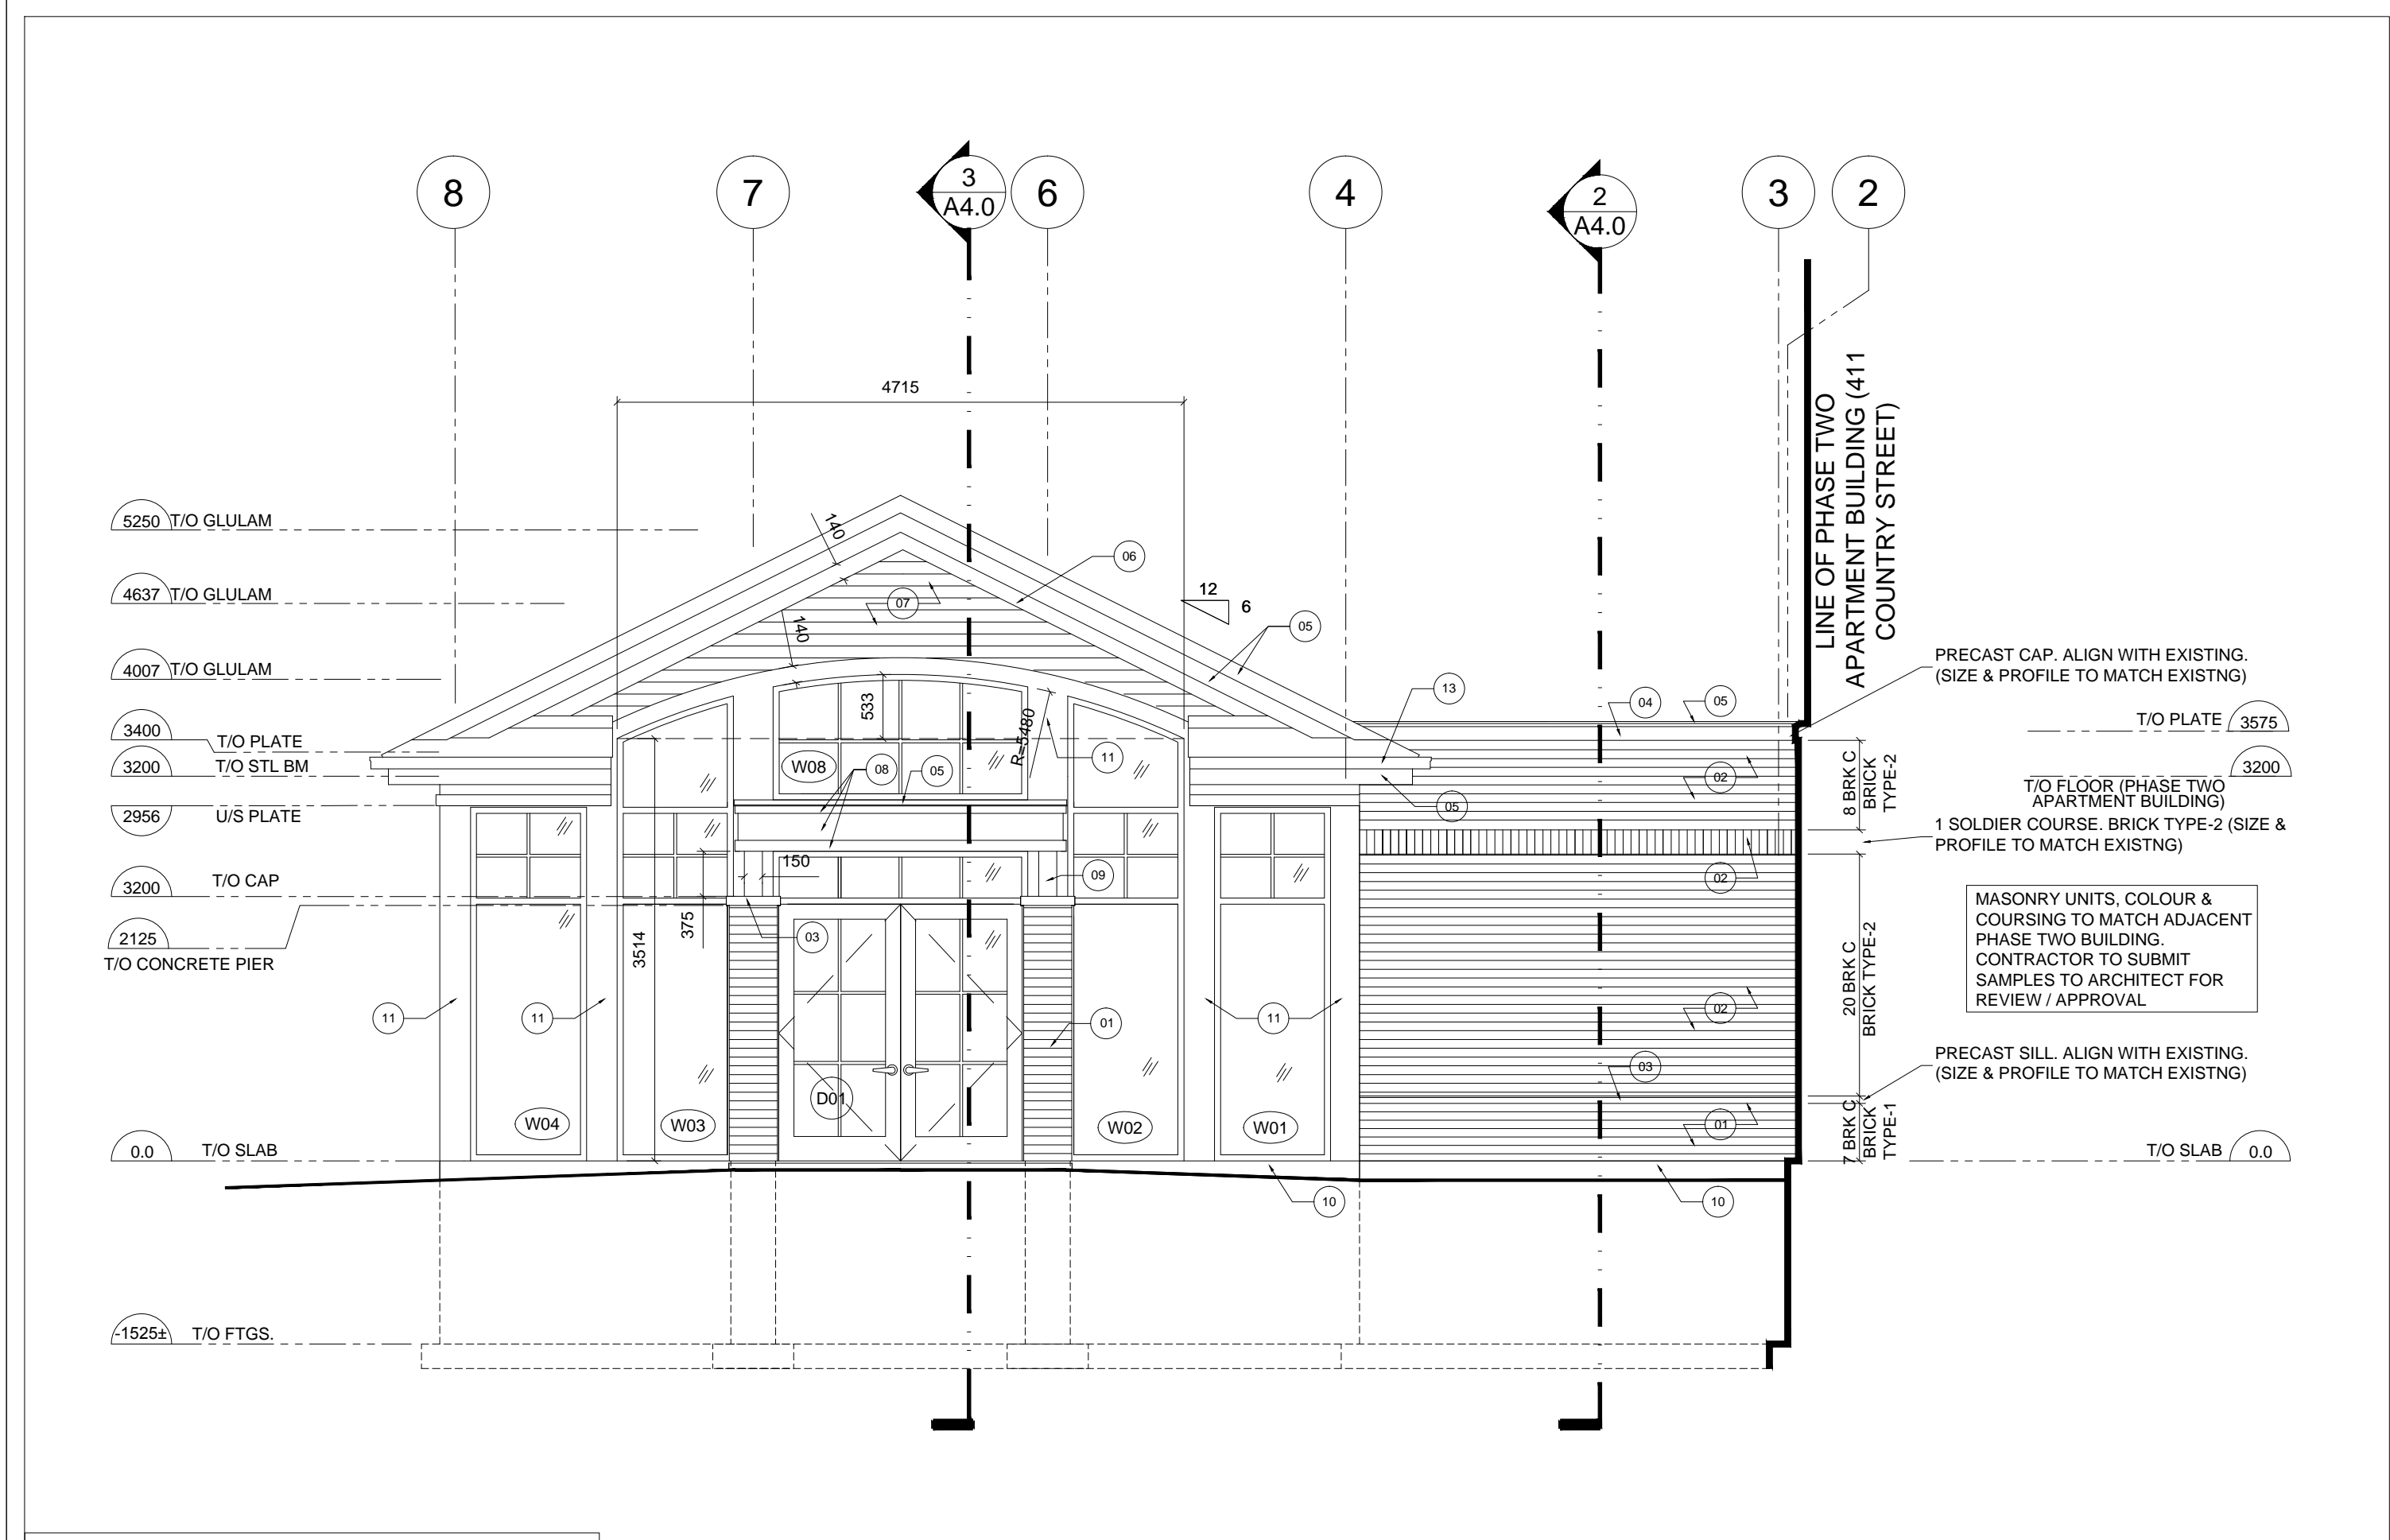 8
7
3
A4.0
6
4
2
A4.0
3
2
4715
LINE OF PHASE TWO
APARTMENT BUILDING (411
COUNTRY STREET)
5250 T/O GLULAM
140
06
4637 T/O GLULAM
07
12
6
140
05
4007 T/O GLULAM
PRECAST CAP. ALIGN WITH EXISTING.
(SIZE & PROFILE TO MATCH EXISTNG)
13
04
05
533
R=5480
3400
T/O PLATE
T/O PLATE 3575
11
3200
T/O STL BM
W08
08
05
02
3200
T/O FLOOR (PHASE TWO
APARTMENT BUILDING)
8 BRK C
BRICK
TYPE-2
05
2956
U/S PLATE
1 SOLDIER COURSE. BRICK TYPE-2 (SIZE &
PROFILE TO MATCH EXISTNG)
150
09
02
3200
T/O CAP
375
3514
03
2125
T/O CONCRETE PIER
MASONRY UNITS, COLOUR &
COURSING TO MATCH ADJACENT
PHASE TWO BUILDING.
CONTRACTOR TO SUBMIT
SAMPLES TO ARCHITECT FOR
REVIEW / APPROVAL
20 BRK C
BRICK TYPE-2
11
11
01
11
02
03
PRECAST SILL. ALIGN WITH EXISTING.
(SIZE & PROFILE TO MATCH EXISTNG)
D01
W04
W03
W02
W01
01
7 BRK C
BRICK
TYPE-1
0.0
T/O SLAB
T/O SLAB 0.0
10
10
-1525±
T/O FTGS.